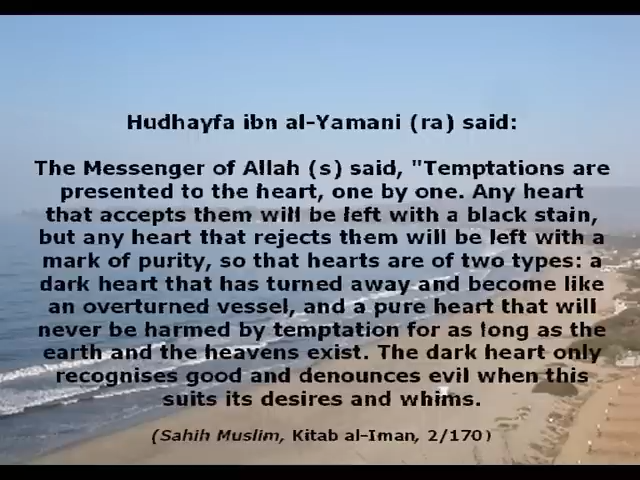 Hudhayfa ibn al-Yamani (ra) said:
The Messenger of Allah (s) said, "Temptations are
presented to the heart, one by one. Any heart
that accepts them will be left with a black stain,
but any heart that rejects them will be left with a
mark of purity, so that hearts are of two types: a
dark heart that has turned away and become like
an overturned vessel, and a pure heart that will
never be harmed by temptation for as long as the
earth and the heavens exist. The dark heart only
recognises good and denounces evil when this
suits its desires and whims.
(Sahih Muslim, Kitab al-Iman, 2/170)